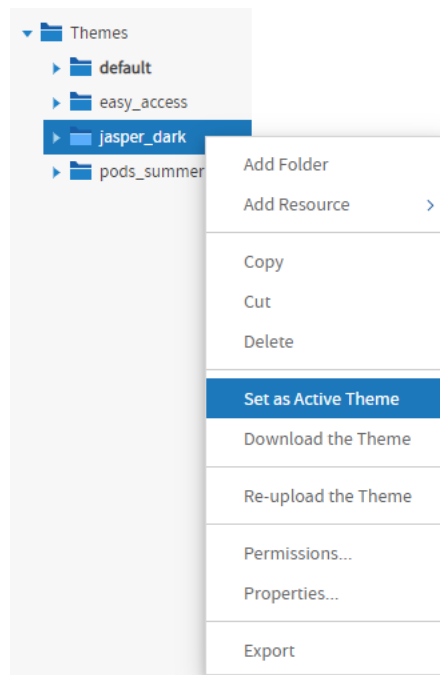 Themes
default
easy_access
jasper_dark
pods_summer
Add Folder
Add Resource
Copy
Cut
Delete
Set as Active Theme
Download the Theme
Re-upload the Theme
Permissions...
Properties...
Export